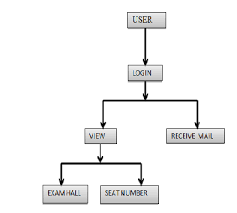 USER
LOGIN
VIEW
RECEIVE MAIL
EXAM HALL
SEAT NUMBER